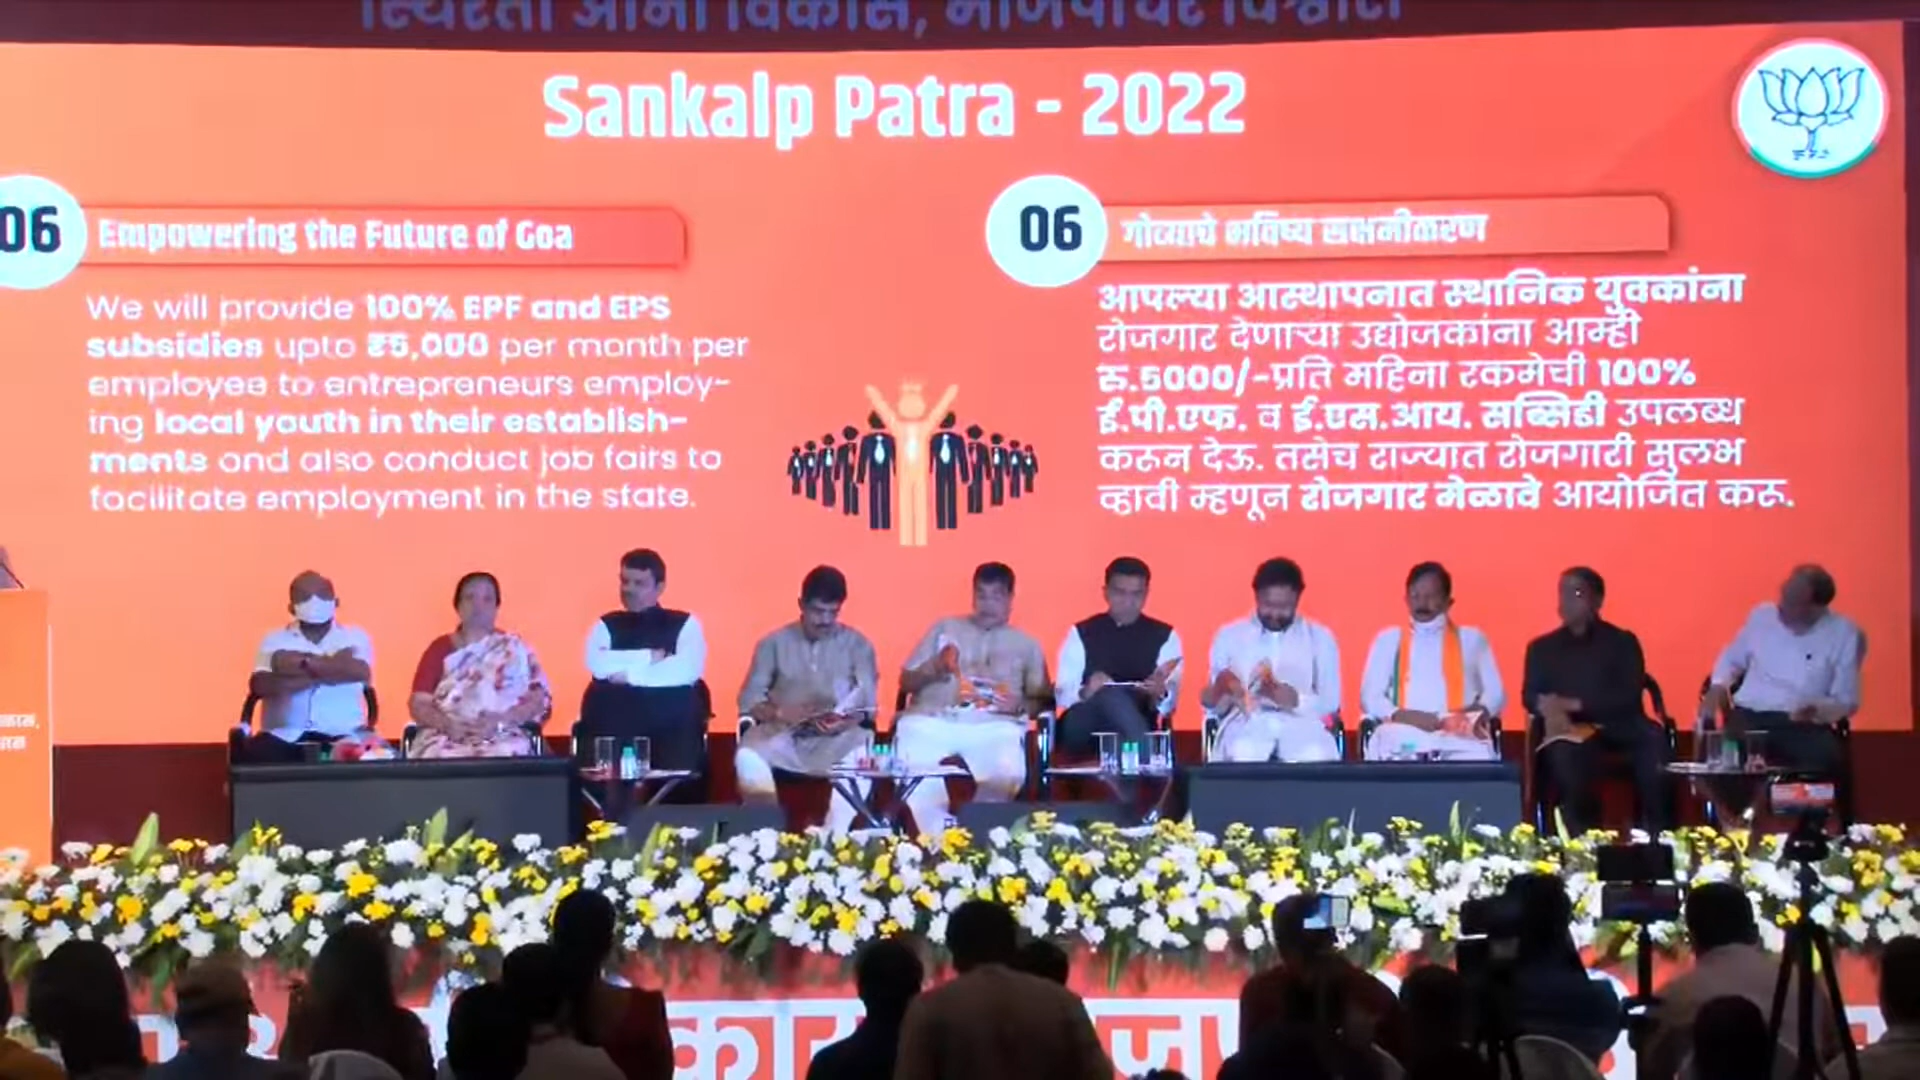 स्थिरता आनी विकास, भाजपाचेर विश्वास
Sankalp Patra - 2022
06 Empowering the Future of Goa
We will provide 100% EPF and EPS
subsidies upto ₹5,000 per month per
employee to entrepreneurs employ-
ing local youth in their establish-
ments and also conduct job fairs to
facilitate employment in the state.
06 गोव्याचे भविष्य सक्षमीकरण
आपल्या आस्थापनात स्थानिक युवकांना
रोजगार देणाऱ्या उद्योजकांना आम्ही
रु.5000/-प्रति महिना रकमेची 100%
ई.पी.एफ. व ई.एस.आय. सब्सिडी उपलब्ध
करून देऊ. तसेच राज्यात रोजगारी सुलभ
व्हावी म्हणून रोजगार मेळावे आयोजित करू.